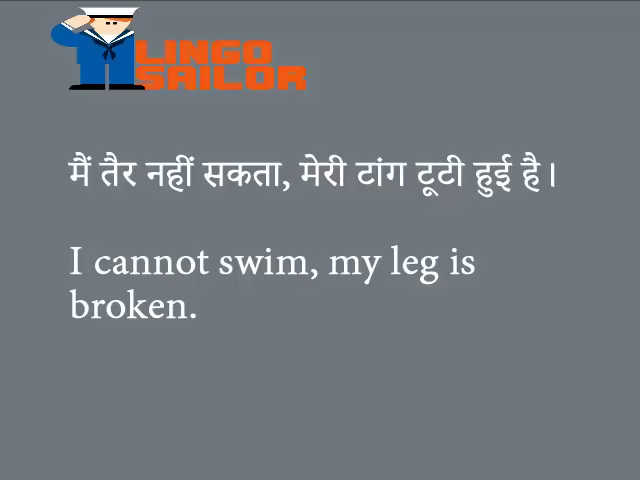 LINGO
SAILOR
मैं तैर नहीं सकता, मेरी टांग टूटी हुई है।
I cannot swim, my leg is
broken.